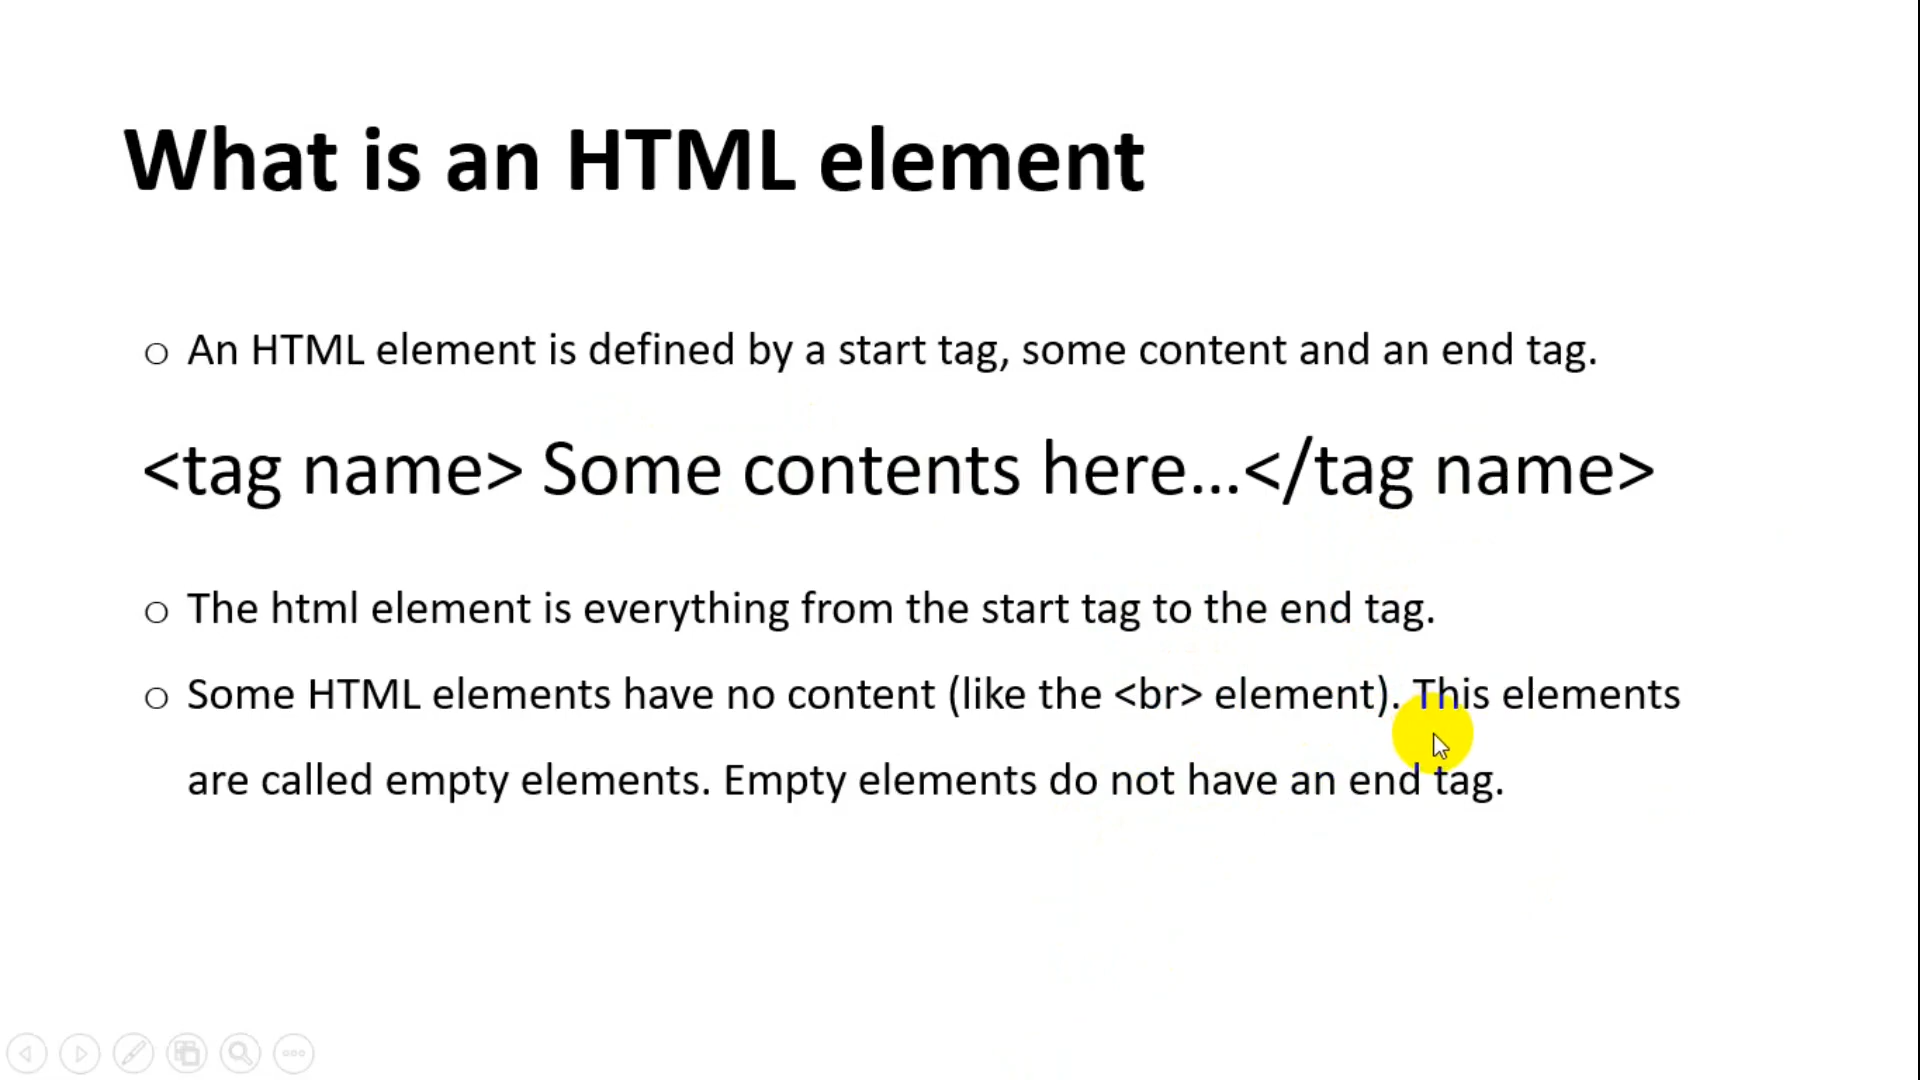 What is an HTML element
o An HTML element is defined by a start tag, some content and an end tag.
<tag name> Some contents here...</tag name>
o The html element is everything from the start tag to the end tag.
o Some HTML elements have no content (like the <br> element). This elements
are called empty elements. Empty elements do not have an end tag.